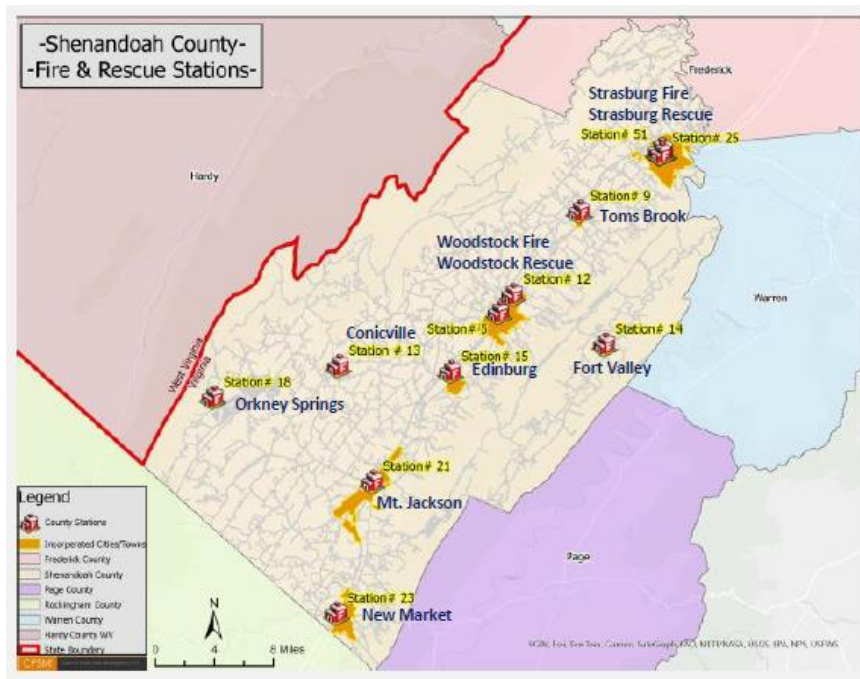 -Shenandoah County-
-Fire & Rescue Stations-
Frederick
Strasburg Fire
Strasburg Rescue
Station# 51
Station# 25
Hardy
Station# 9
Toms Brook
Woodstock Fire
Woodstock Rescue
Station# 12
Warren
Conicville
Station# 13
Station# 15
Edinburg
Station# 14
Fort Valley
West Virginia
Virginia
Station# 18
Orkney Springs
Station# 21
Mt. Jackson
Page
Station# 23
New Market
Legend
County Stations
Incorporated Cities/Towns
Frederick County
Shenandoah County
Page County
Rockingham County
Warren County
Hardy County WV
State Boundary
CPSM
N
0 4 8 Miles